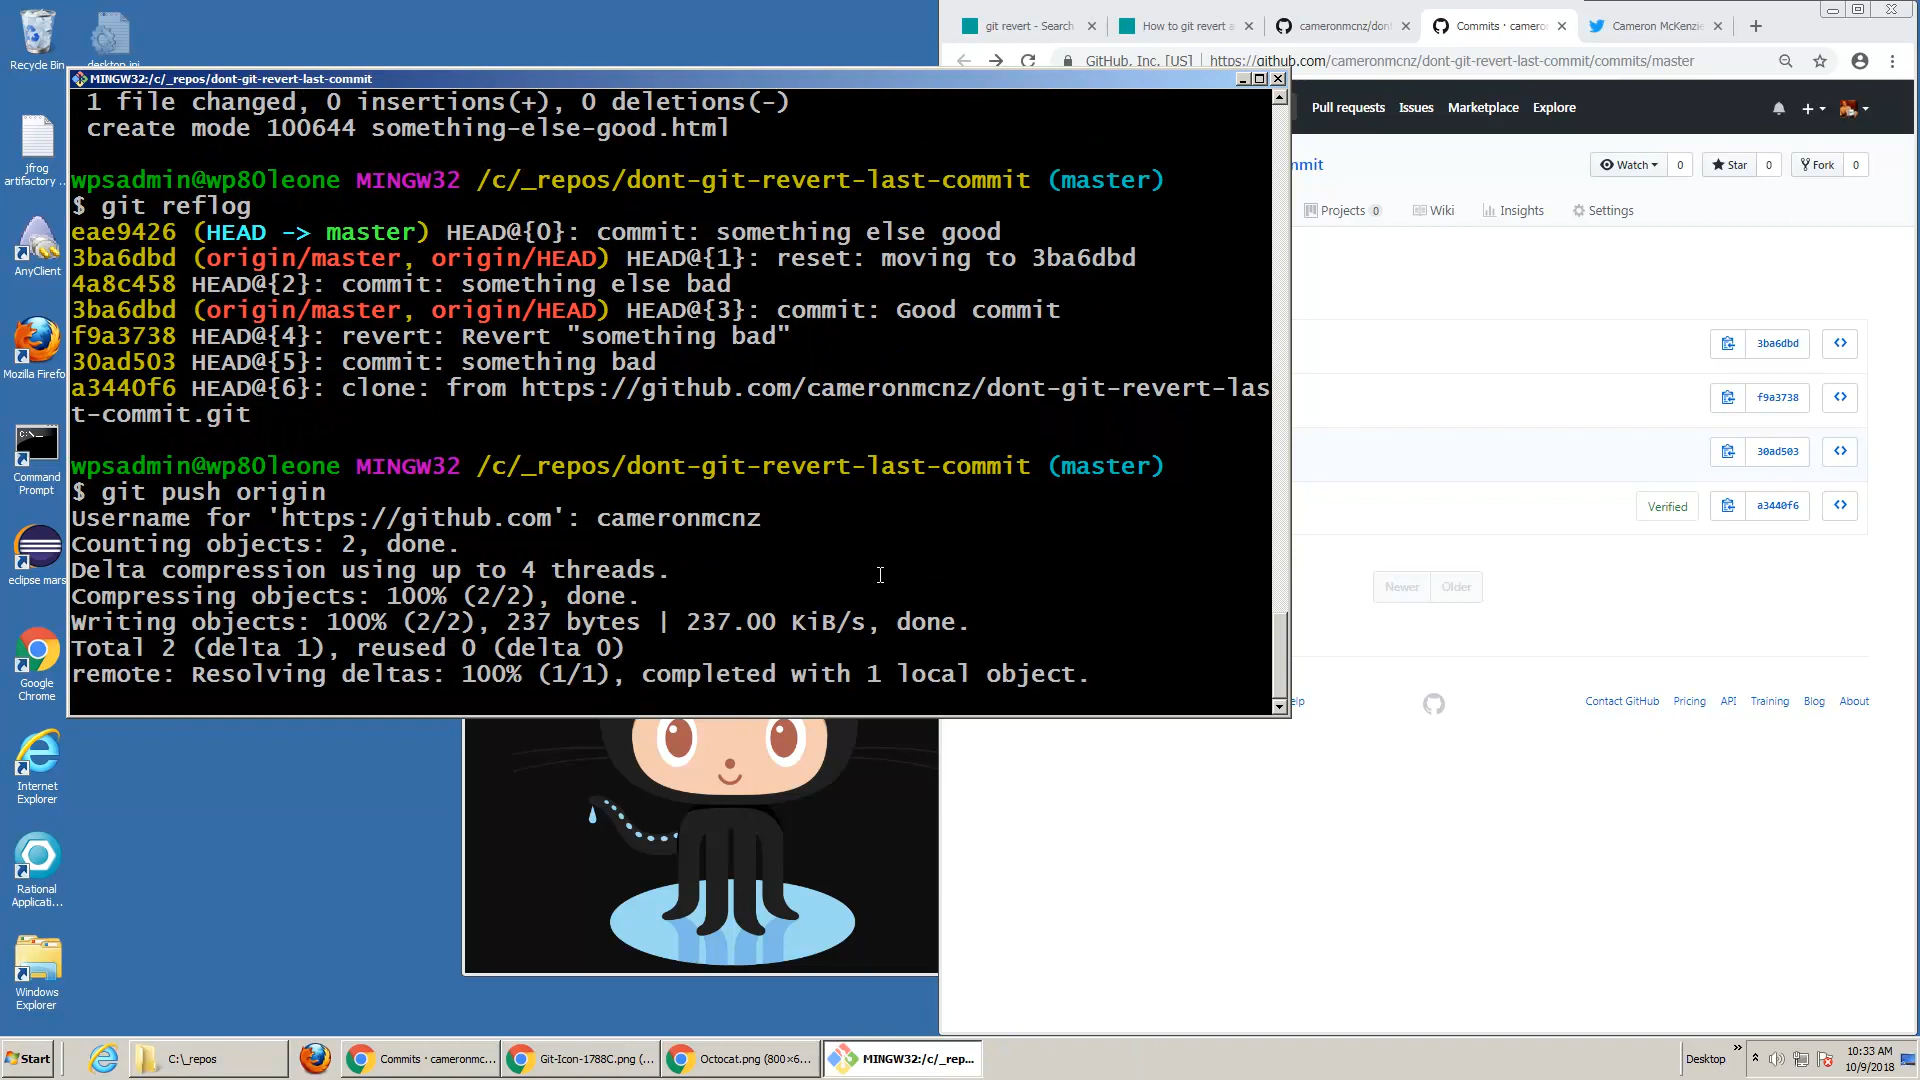 Recycle Bin
desktop.ini
jfrog
artifactory ...
AnyClient
Mozilla Firefo
Command
Prompt
eclipse mars
Google
Chrome
Internet
Explorer
Rational
Applicati...
Windows
Explorer
MINGW32:/c/_repos/dont-git-revert-last-commit
1 file changed, 0 insertions(+), 0 deletions(-)
create mode 100644 something-else-good.html
wpsadmin@wp80leone MINGW32 /c/_repos/dont-git-revert-last-commit (master)
$ git reflog
eae9426 (HEAD -> master) HEAD@{0}: commit: something else good
3ba6dbd (origin/master, origin/HEAD) HEAD@{1}: reset: moving to 3ba6dbd
4a8c458 HEAD@{2}: commit: something else bad
3ba6dbd (origin/master, origin/HEAD) HEAD@{3}: commit: Good commit
f9a3738 HEAD@{4}: revert: Revert "something bad"
30ad503 HEAD@{5}: commit: something bad
a3440f6 HEAD@{6}: clone: from https://github.com/cameronmcnz/dont-git-revert-las
t-commit.git
wpsadmin@wp80leone MINGW32 /c/_repos/dont-git-revert-last-commit (master)
$ git push origin
Username for 'https://github.com': cameronmcnz
Counting objects: 2, done.
Delta compression using up to 4 threads.
Compressing objects: 100% (2/2), done.
Writing objects: 100% (2/2), 237 bytes | 237.00 KiB/s, done.
Total 2 (delta 1), reused 0 (delta 0)
remote: Resolving deltas: 100% (1/1), completed with 1 local object.
git revert - Search
How to git revert a
cameronmcnz/dont
Commits · camero
Cameron McKenzie
GitHub, Inc. [US] | https://github.com/cameronmcnz/dont-git-revert-last-commit/commits/master
Pull requests Issues Marketplace Explore
mmit
Watch 0 Star 0 Fork 0
Projects 0 Wiki Insights Settings
3ba6dbd
f9a3738
30ad503
Verified a3440f6
Newer Older
elp
Contact GitHub Pricing API Training Blog About
Start
C:\_repos
Commits · cameronmc...
Git-Icon-1788C.png (...
Octocat.png (800×6...
MINGW32:/c/_rep...
Desktop
10:33 AM
10/9/2018